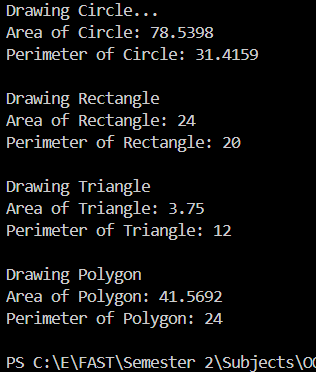 Drawing Circle...
Area of Circle: 78.5398
Perimeter of Circle: 31.4159
Drawing Rectangle
Area of Rectangle: 24
Perimeter of Rectangle: 20
Drawing Triangle
Area of Triangle: 3.75
Perimeter of Triangle: 12
Drawing Polygon
Area of Polygon: 41.5692
Perimeter of Polygon: 24
PS C:\E\FAST\Semester 2\Subjects\